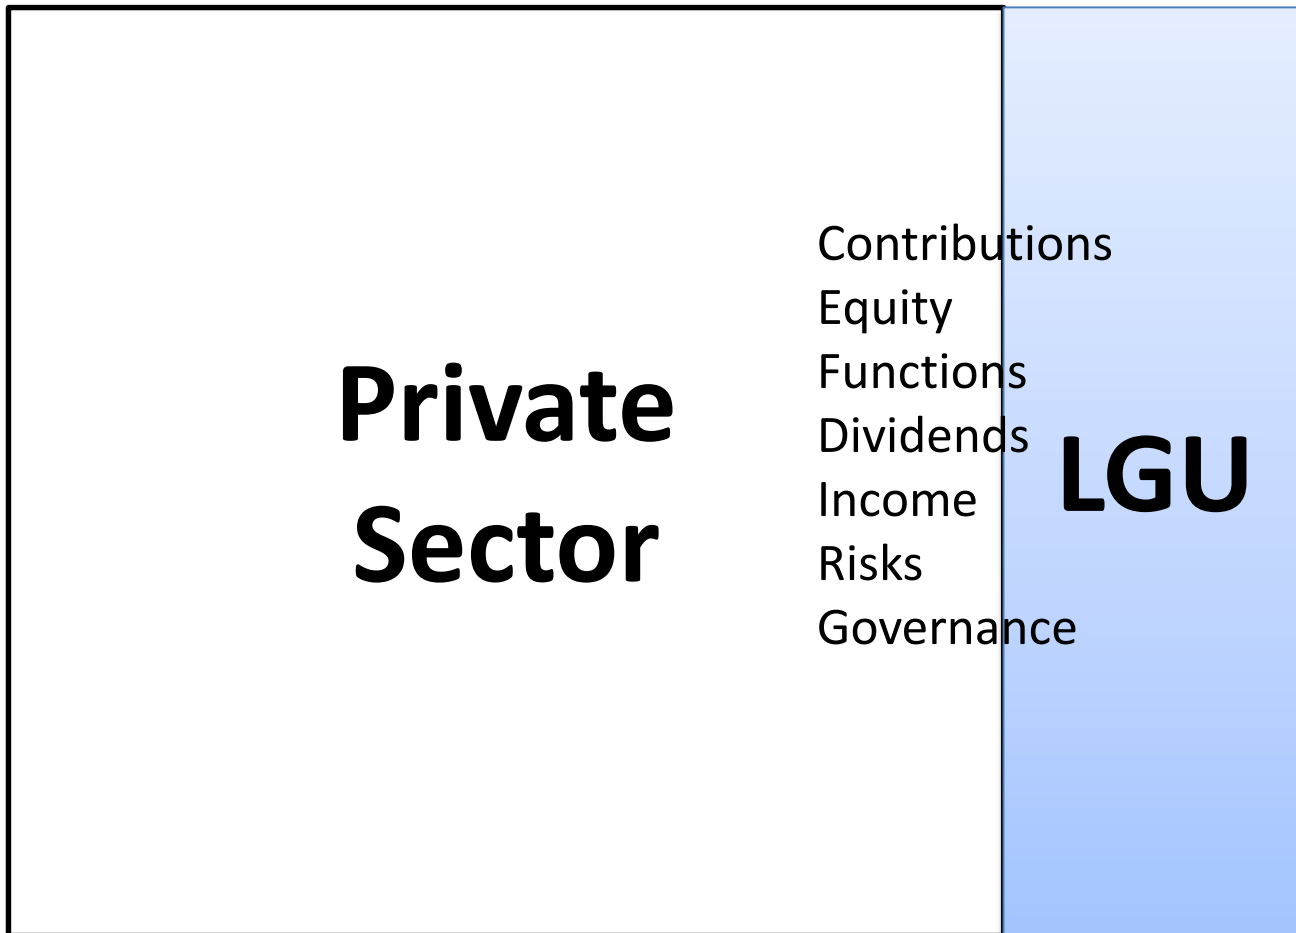 Private
Sector
Contributions
Equity
Functions
Dividends
Income
Risks
Governance
LGU